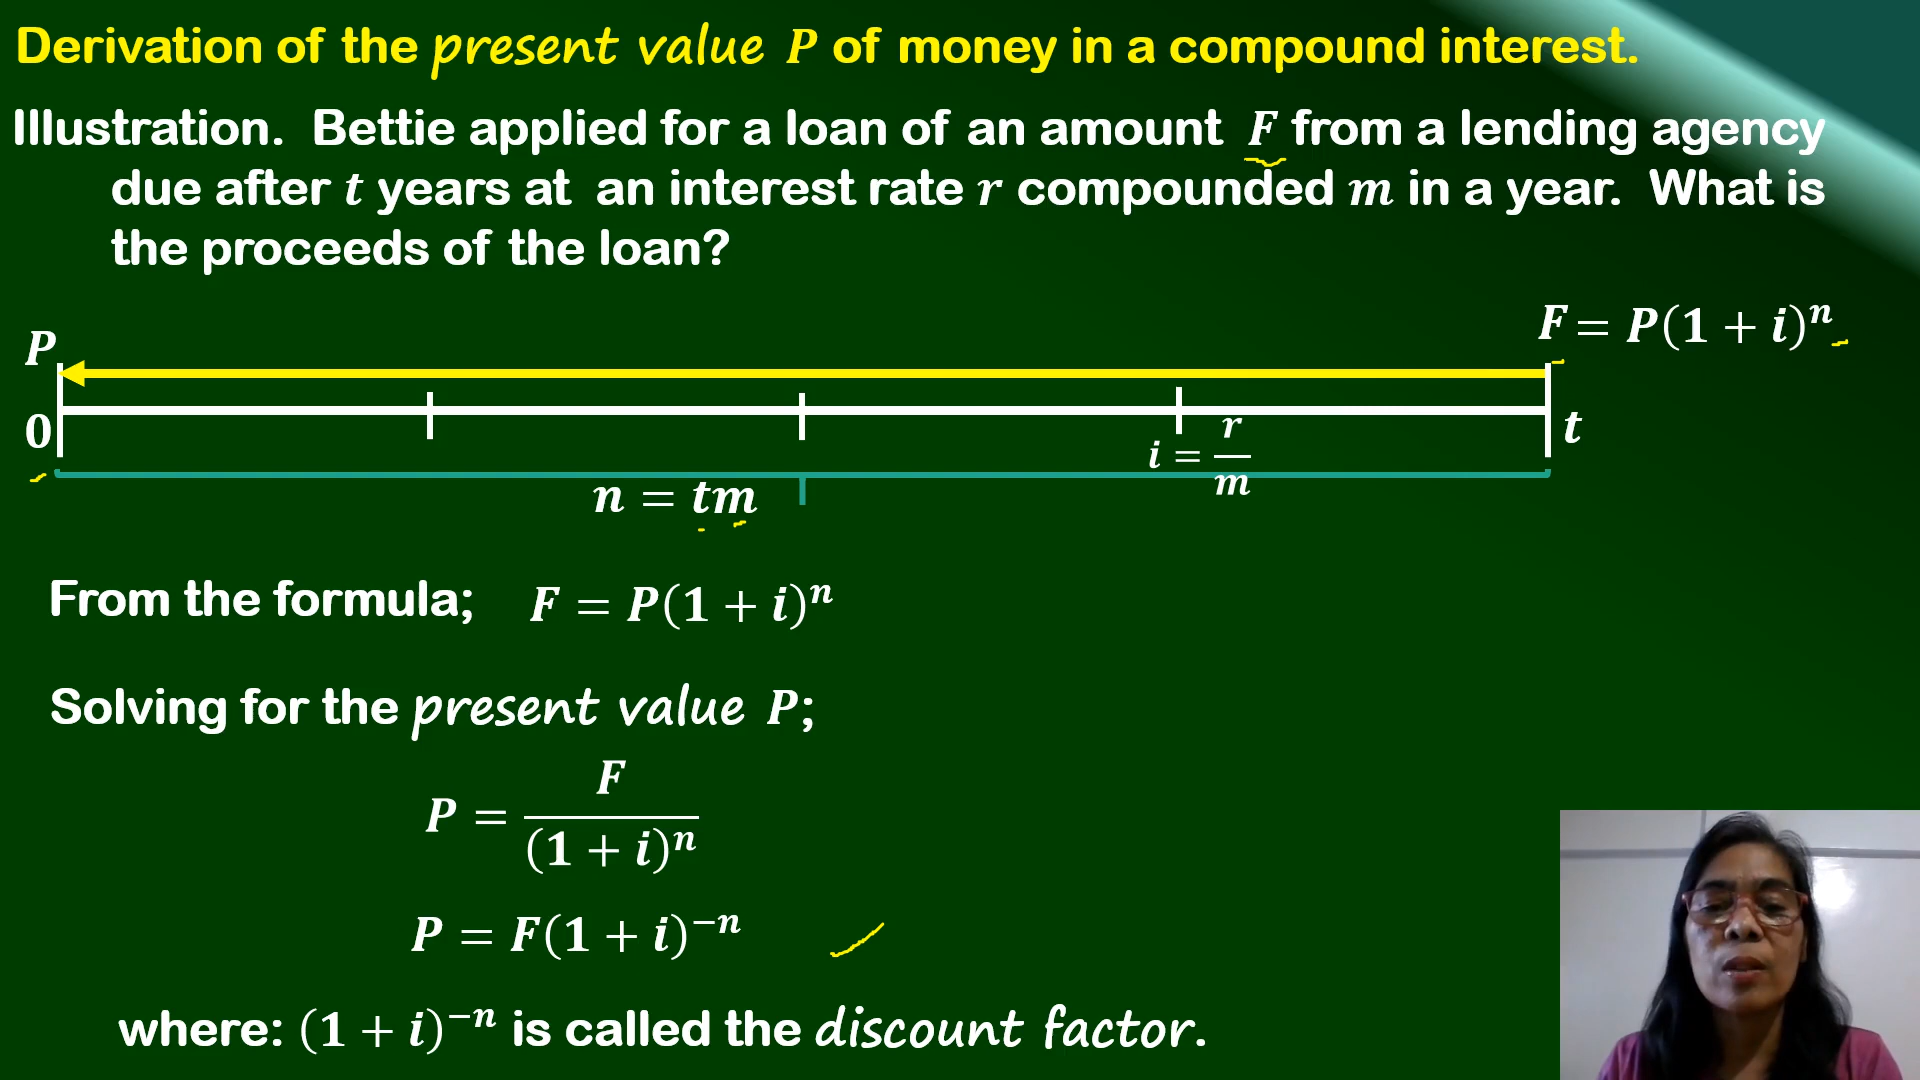 Derivation of the present value P of money in a compound interest.
Illustration. Bettie applied for a loan of an amount F from a lending agency
due after t years at an interest rate r compounded m in a year. What is
the proceeds of the loan?
F = P(1 + i)ⁿ
P
0
t
i = r/m
n = tm
From the formula; F = P(1 + i)ⁿ
Solving for the present value P;
P = F/(1 + i)ⁿ
P = F(1 + i)⁻ⁿ
where: (1 + i)⁻ⁿ is called the discount factor.